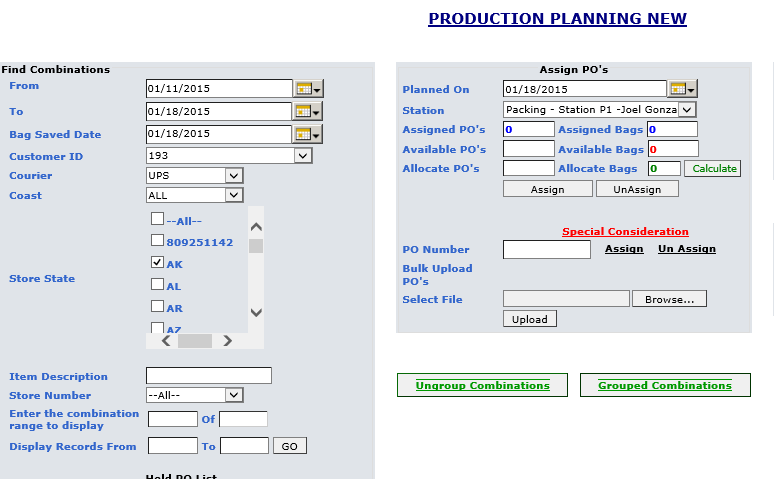 PRODUCTION PLANNING NEW
Find Combinations
From 01/11/2015
To 01/18/2015
Bag Saved Date 01/18/2015
Customer ID 193
Courier UPS
Coast ALL
Store State
--All--
809251142
AK
AL
AR
AZ
Item Description
Store Number --All--
Enter the combination
range to display Of
Display Records From To GO
Held PO List
Assign PO's
Planned On 01/18/2015
Station Packing - Station P1 -Joel Gonza
Assigned PO's 0 Assigned Bags 0
Available PO's Available Bags 0
Allocate PO's Allocate Bags 0 Calculate
Assign UnAssign
Special Consideration
PO Number Assign Un Assign
Bulk Upload
PO's
Select File Browse...
Upload
Ungroup Combinations Grouped Combinations